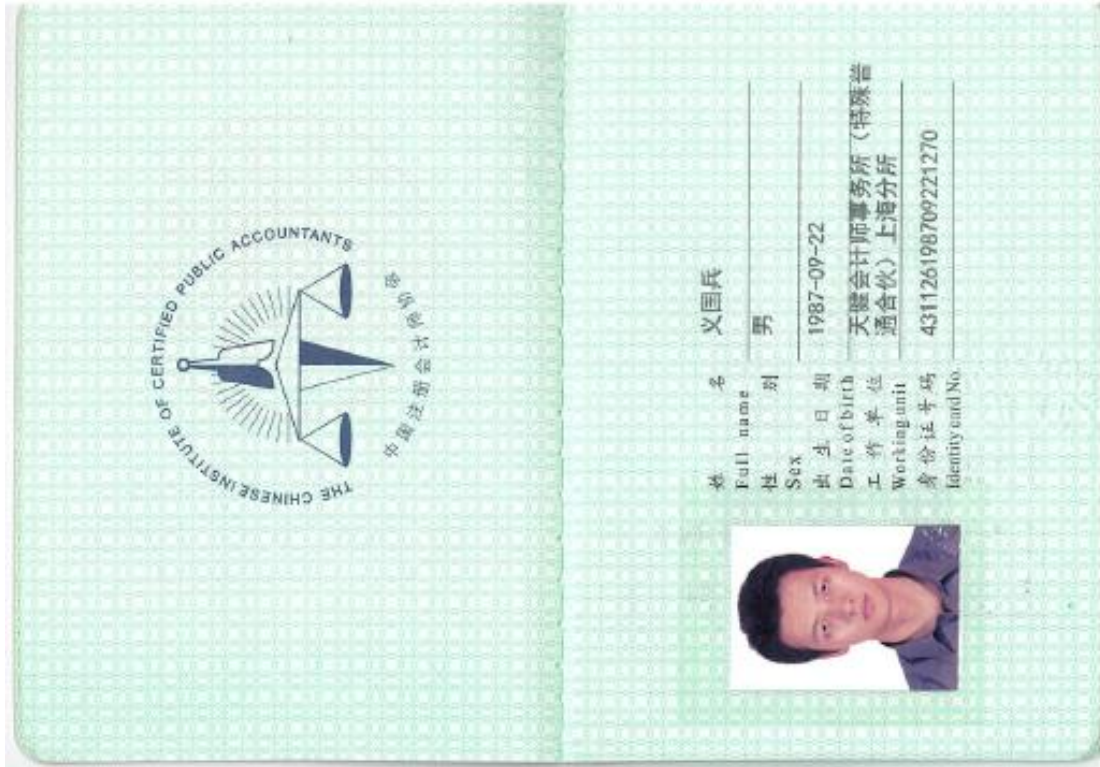 THE CHINESE INSTITUTE OF CERTIFIED PUBLIC ACCOUNTANTS
中国注册会计师协会
姓 名 义国兵
Full name
性 别 男
Sex
出 生 日 期 1987-09-22
Date of birth
工 作 单 位 天健会计师事务所（特殊普
Working unit 通合伙）上海分所
身 份 证 号 码 431126198709221270
Identity card No.